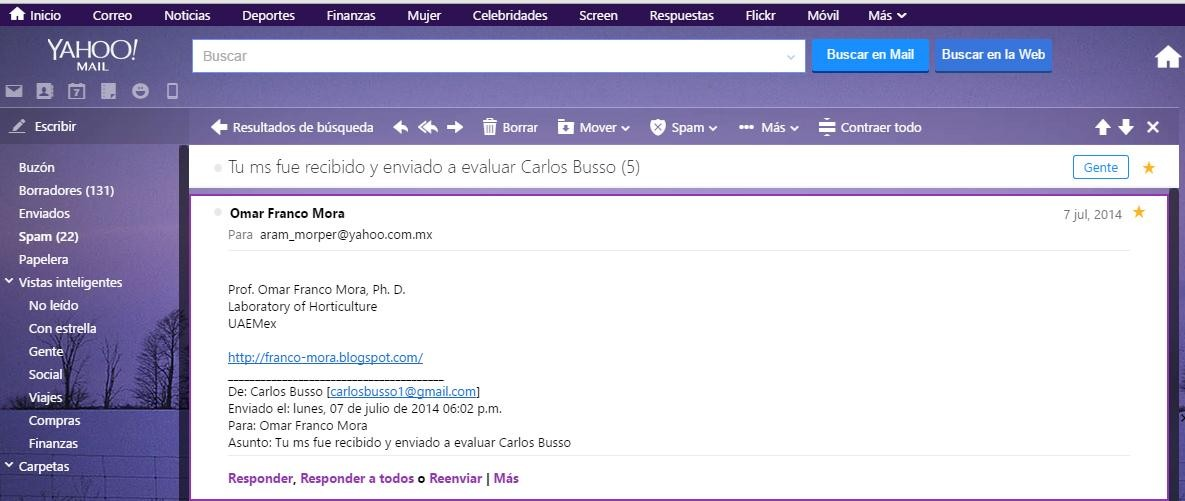 Inicio Correo Noticias Deportes Finanzas Mujer Celebridades Screen Respuestas Flickr Móvil Más
YAHOO!
MAIL
Buscar
Buscar en Mail
Buscar en la Web
7
Escribir
Resultados de búsqueda Borrar Mover Spam Más Contraer todo
Buzón
Borradores (131)
Enviados
Spam (22)
Papelera
Vistas inteligentes
No leído
Con estrella
Gente
Social
Viajes
Compras
Finanzas
Carpetas
Tu ms fue recibido y enviado a evaluar Carlos Busso (5)
Gente
Omar Franco Mora
7 jul, 2014
Para aram_morper@yahoo.com.mx
Prof. Omar Franco Mora, Ph. D.
Laboratory of Horticulture
UAEMex
http://franco-mora.blogspot.com/
________________________________________
De: Carlos Busso [carlosbusso1@gmail.com]
Enviado el: lunes, 07 de julio de 2014 06:02 p.m.
Para: Omar Franco Mora
Asunto: Tu ms fue recibido y enviado a evaluar Carlos Busso
Responder, Responder a todos o Reenviar | Más